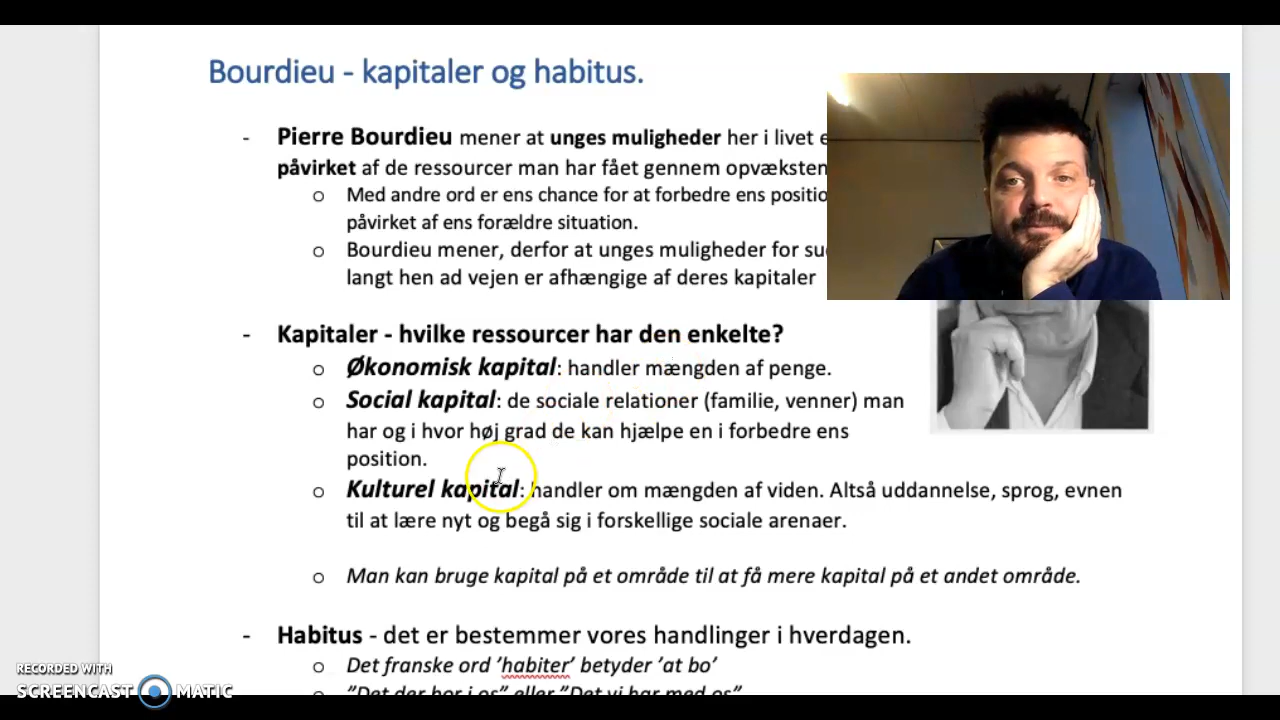 Bourdieu - kapitaler og habitus.
- Pierre Bourdieu mener at unges muligheder her i livet e
påvirket af de ressourcer man har fået gennem opvæksten
o Med andre ord er ens chance for at forbedre ens positio
påvirket af ens forældre situation.
o Bourdieu mener, derfor at unges muligheder for su
langt hen ad vejen er afhængige af deres kapitaler
- Kapitaler - hvilke ressourcer har den enkelte?
o Økonomisk kapital: handler mængden af penge.
o Social kapital: de sociale relationer (familie, venner) man
har og i hvor høj grad de kan hjælpe en i forbedre ens
position.
o Kulturel kapital: handler om mængden af viden. Altså uddannelse, sprog, evnen
til at lære nyt og begå sig i forskellige sociale arenaer.
o Man kan bruge kapital på et område til at få mere kapital på et andet område.
- Habitus - det er bestemmer vores handlinger i hverdagen.
o Det franske ord ’habiter’ betyder ’at bo’
o ”Det der bor i os” eller ”Det vi har med os”
RECORDED WITH
SCREENCAST MATIC